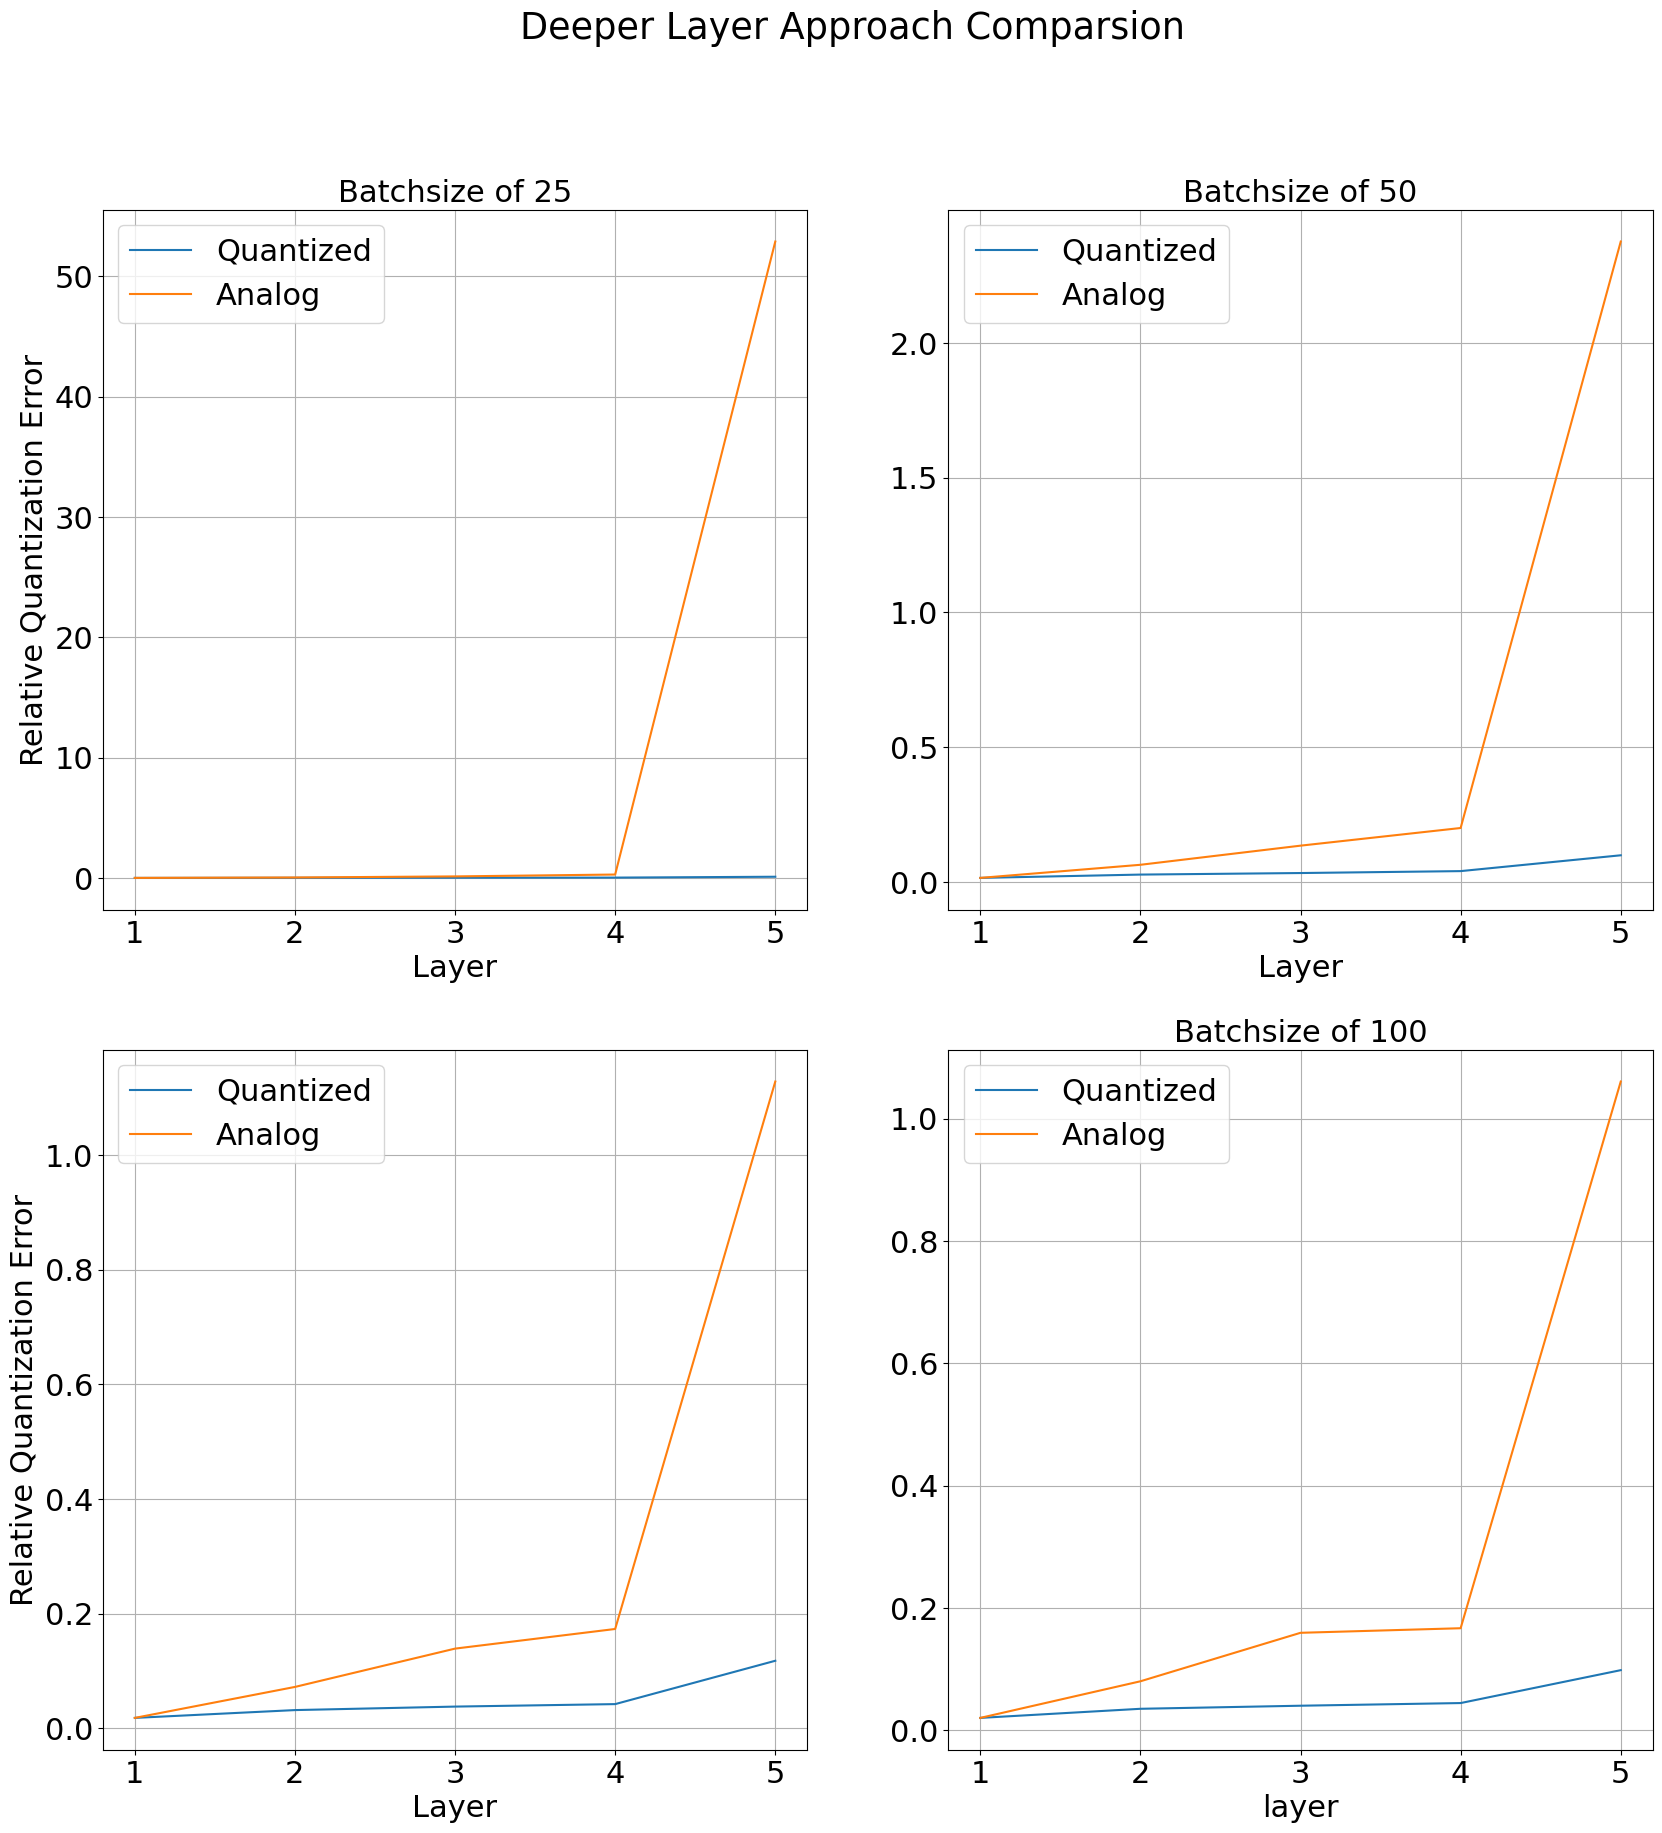 Deeper Layer Approach Comparsion
Batchsize of 25
Quantized
Analog
Relative Quantization Error
50
40
30
20
10
0
1 2 3 4 5
Layer
Batchsize of 50
Quantized
Analog
2.0
1.5
1.0
0.5
0.0
1 2 3 4 5
Layer
Quantized
Analog
Relative Quantization Error
1.0
0.8
0.6
0.4
0.2
0.0
1 2 3 4 5
Layer
Batchsize of 100
Quantized
Analog
1.0
0.8
0.6
0.4
0.2
0.0
1 2 3 4 5
layer